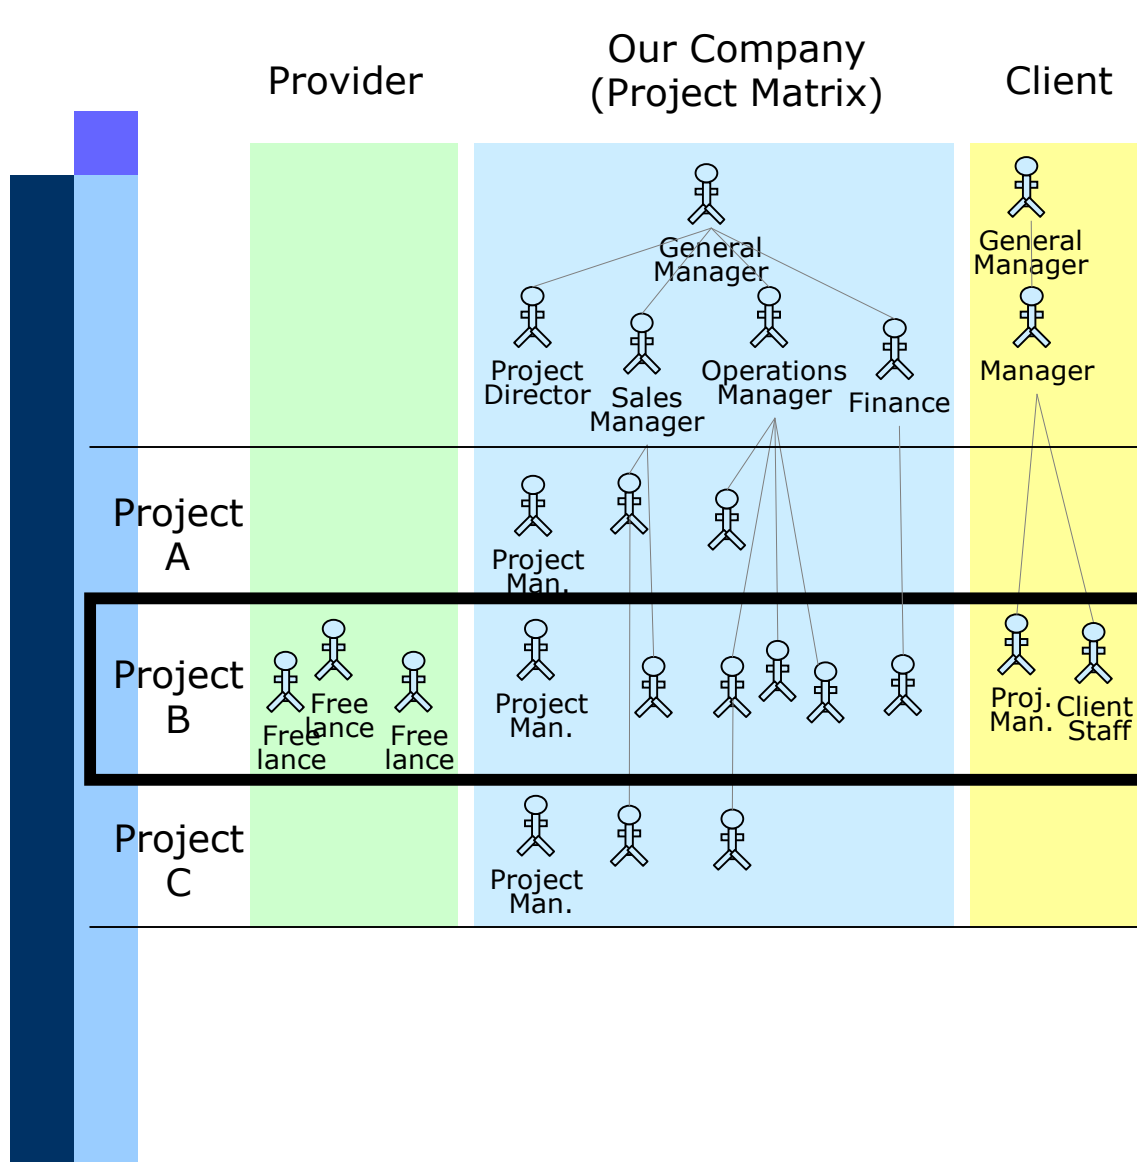 Provider
Our Company
(Project Matrix)
Client
General
Manager
General
Manager
Project
Director
Sales
Manager
Operations
Manager
Finance
Manager
Project
A
Project
Man.
Project
B
Free
lance
Free
lance
Free
lance
Project
Man.
Proj.
Man.
Client
Staff
Project
C
Project
Man.